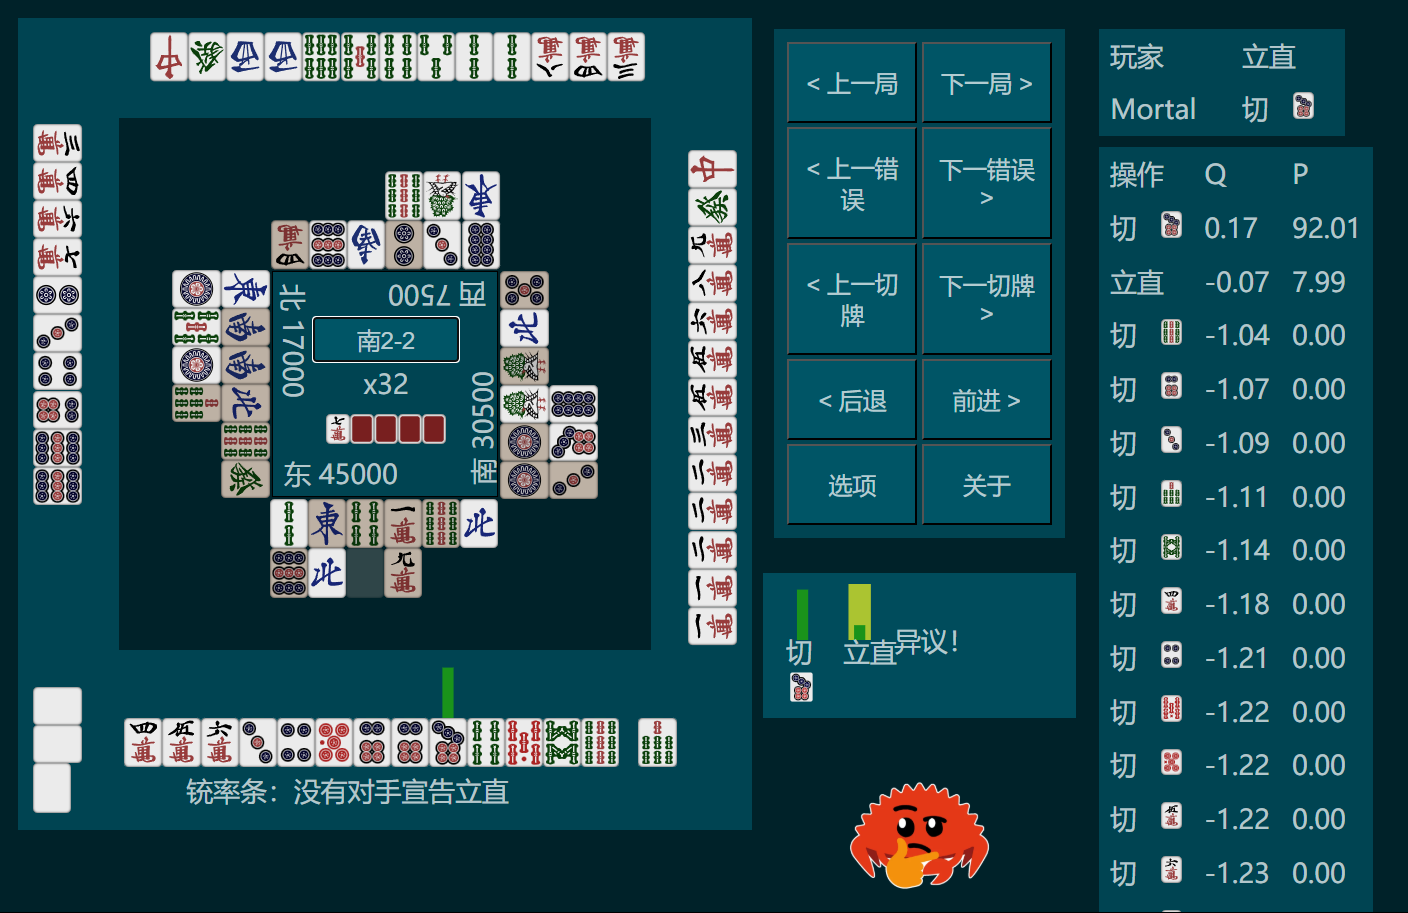 北 17000
西 7500
南2-2
x32
南 30500
东 45000
铳率条：没有对手宣告立直
< 上一局
下一局 >
< 上一错误
下一错误 >
< 上一切牌
下一切牌 >
< 后退
前进 >
选项
关于
切
立直
异议！
玩家 立直
Mortal 切
操作 Q P
切 0.17 92.01
立直 -0.07 7.99
切 -1.04 0.00
切 -1.07 0.00
切 -1.09 0.00
切 -1.11 0.00
切 -1.14 0.00
切 -1.18 0.00
切 -1.21 0.00
切 -1.22 0.00
切 -1.22 0.00
切 -1.22 0.00
切 -1.23 0.00